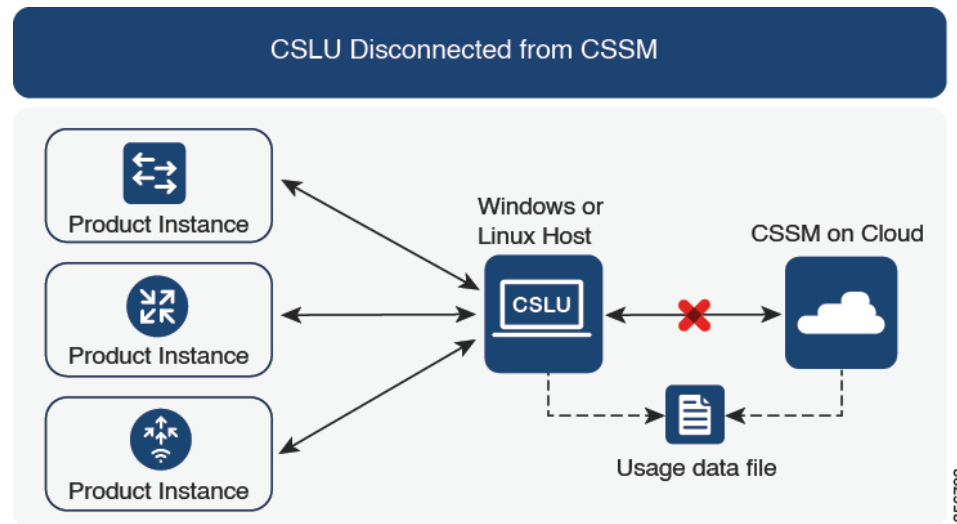 CSLU Disconnected from CSSM
Product Instance
Product Instance
Product Instance
Windows or
Linux Host
CSLU
CSSM on Cloud
Usage data file